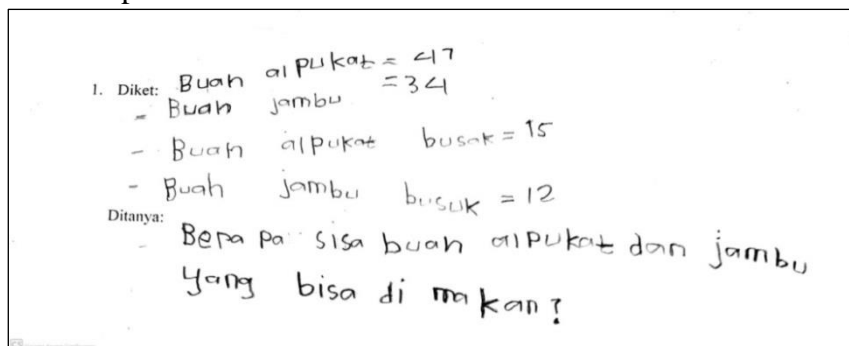 1. Diket: Buah alpukat = 47
- Buah jambu = 34
- Buah alpukat busuk = 15
- Buah jambu busuk = 12
Ditanya:
Berapa sisa buah alpukat dan jambu
yang bisa di makan?